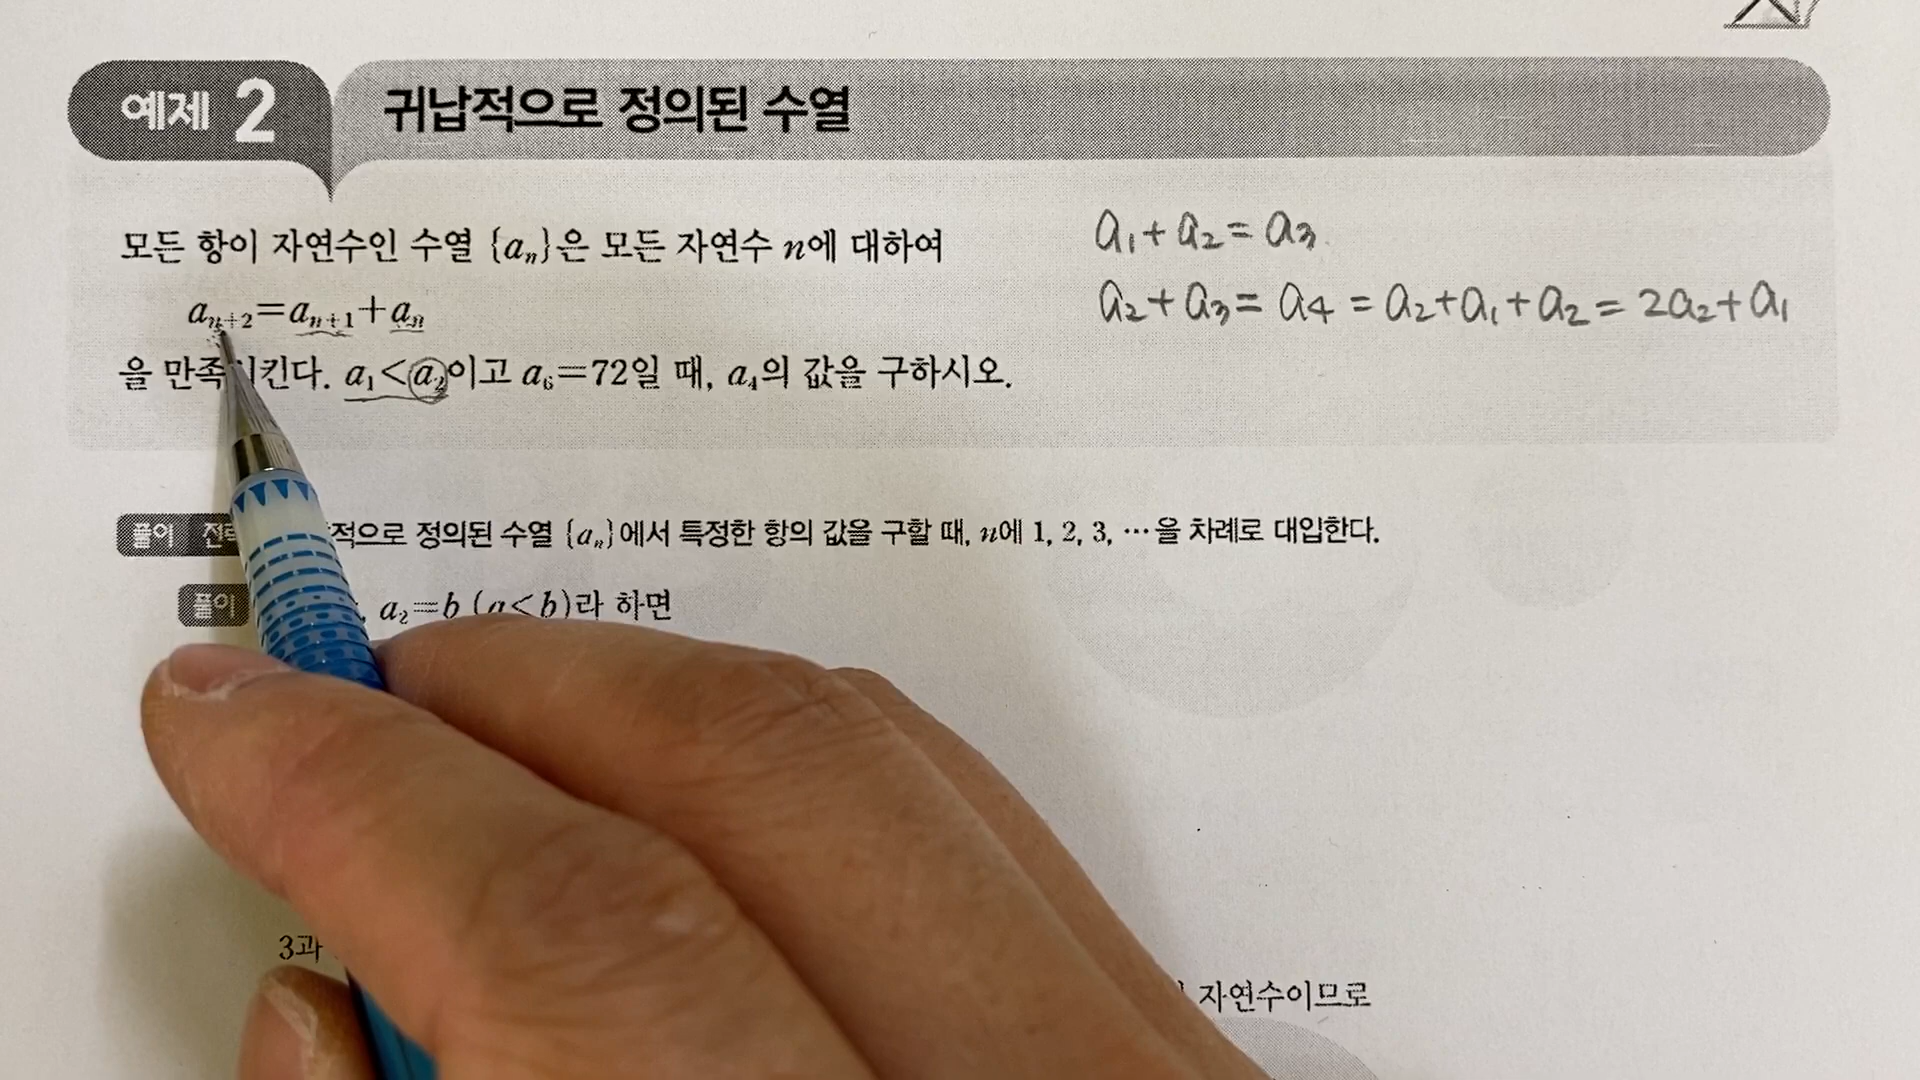 예제 2 귀납적으로 정의된 수열
모든 항이 자연수인 수열 {aₙ}은 모든 자연수 n에 대하여
aₙ₊₂=aₙ₊₁+aₙ
을 만족시킨다. a₁<a₂이고 a₆=72일 때, a₄의 값을 구하시오.
a₁+a₂=a₃
a₂+a₃=a₄=a₂+a₁+a₂=2a₂+a₁
풀이 적으로 정의된 수열 {aₙ}에서 특정한 항의 값을 구할 때, n에 1, 2, 3, …을 차례로 대입한다.
풀이 , a₂=b (a<b)라 하면
3과
자연수이므로